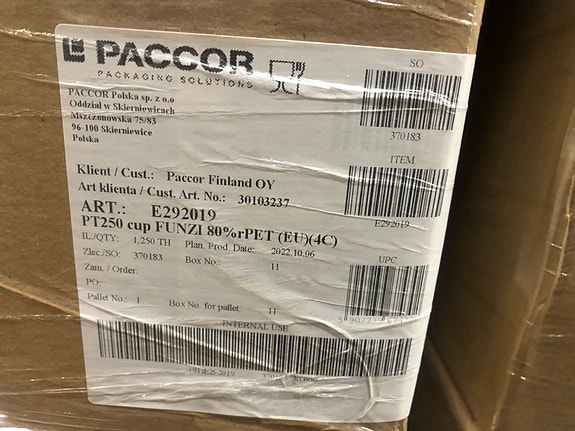 PACCOR
PACKAGING SOLUTIONS
PACCOR Polska sp. z o.o
Oddział w Skierniewicach
Mszczonowska 75/83
96-100 Skierniewice
Polska
SO
370183
Klient / Cust.: Paccor Finland OY
Art klienta / Cust. Art. No.: 30103237
ITEM
E292019
ART.: E292019
PT250 cup FUNZI 80%rPET (EU)(4C)
IL./QTY: 1,250 TH Plan. Prod. Date: 2022.10.06
Zlec./SO: 370183 Box No.: 11
UPC
Zam. / Order:
PO:
Pallet No.: 1 Box No. for pallet: 11
INTERNAL USE